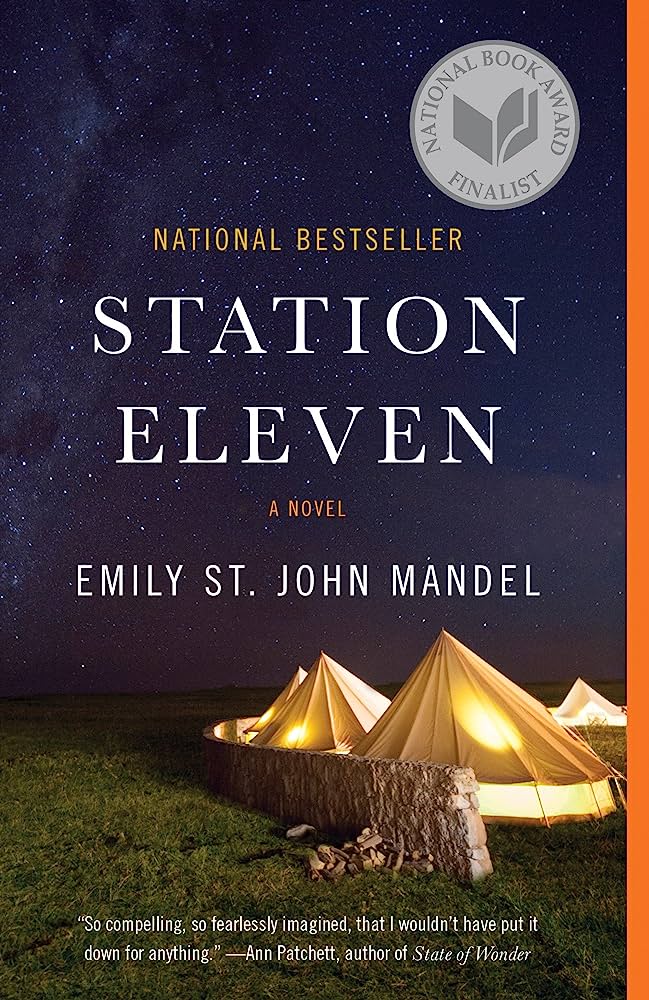 NATIONAL BOOK AWARD
FINALIST
NATIONAL BESTSELLER
STATION
ELEVEN
A NOVEL
EMILY ST. JOHN MANDEL
“So compelling, so fearlessly imagined, that I wouldn’t have put it
down for anything.” —Ann Patchett, author of State of Wonder